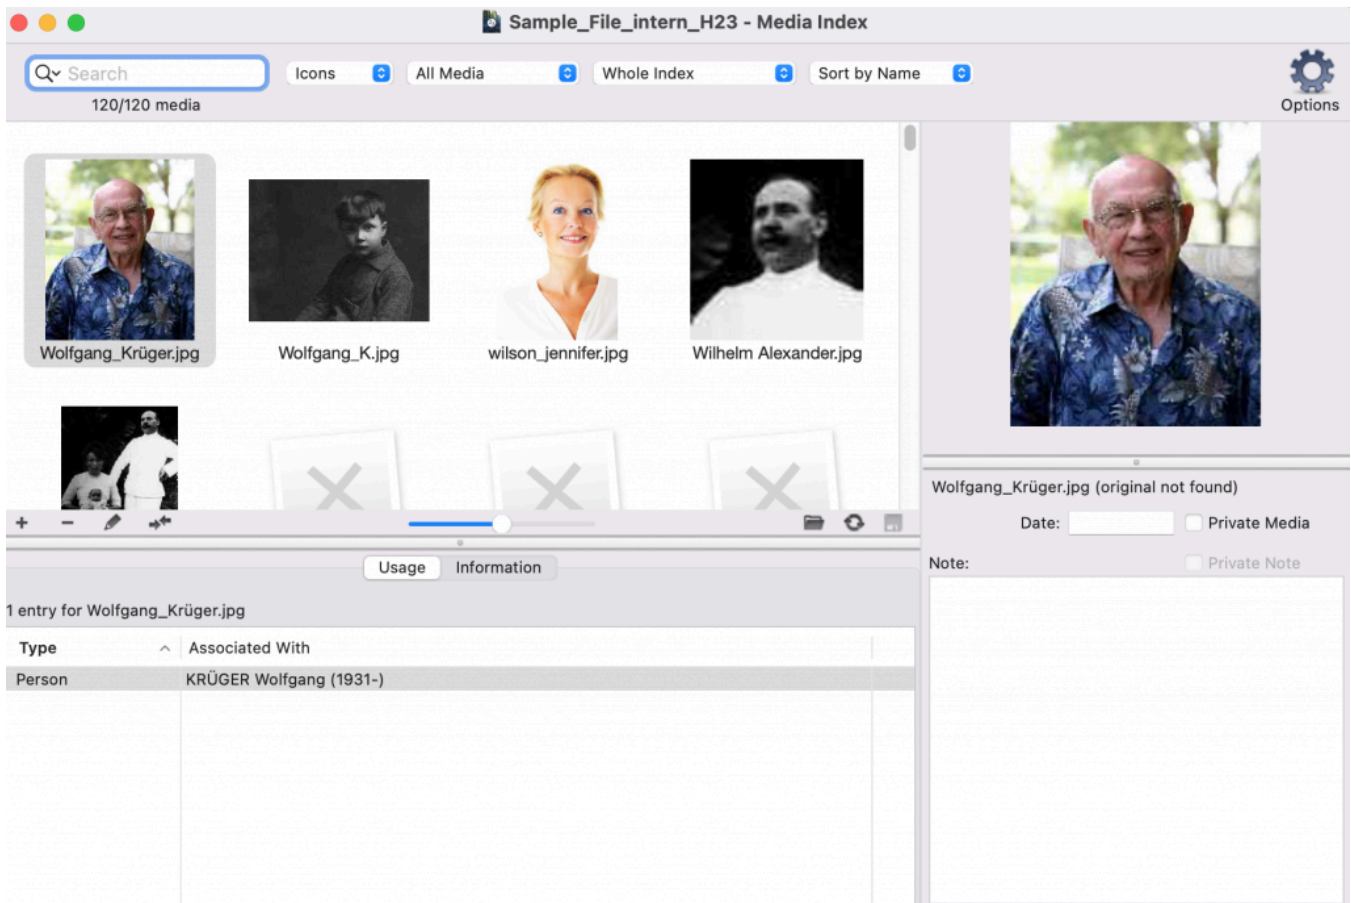 Sample_File_intern_H23 - Media Index
Search
Icons
All Media
Whole Index
Sort by Name
120/120 media
Options
Wolfgang_Krüger.jpg
Wolfgang_K.jpg
wilson_jennifer.jpg
Wilhelm Alexander.jpg
Wolfgang_Krüger.jpg (original not found)
Date:
Private Media
Note:
Private Note
Usage
Information
1 entry for Wolfgang_Krüger.jpg
Type
Associated With
Person
KRÜGER Wolfgang (1931-)